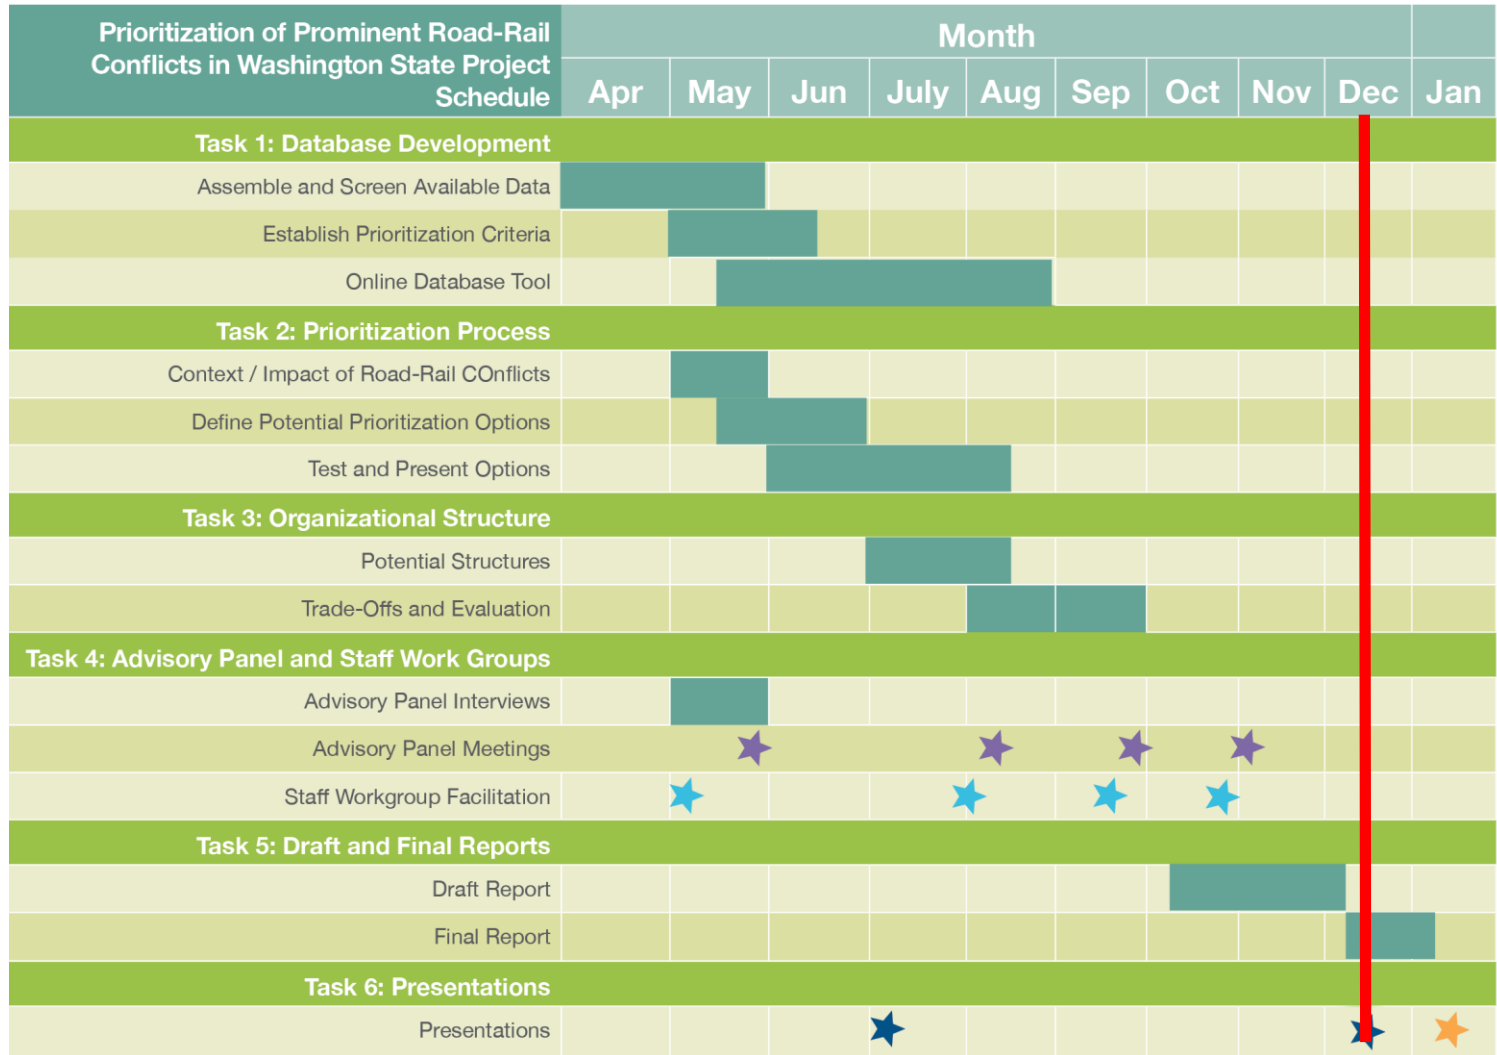 Prioritization of Prominent Road-Rail
Conflicts in Washington State Project
Schedule
Month
Apr May Jun July Aug Sep Oct Nov Dec Jan
Task 1: Database Development
Assemble and Screen Available Data
Establish Prioritization Criteria
Online Database Tool
Task 2: Prioritization Process
Context / Impact of Road-Rail COnflicts
Define Potential Prioritization Options
Test and Present Options
Task 3: Organizational Structure
Potential Structures
Trade-Offs and Evaluation
Task 4: Advisory Panel and Staff Work Groups
Advisory Panel Interviews
Advisory Panel Meetings
Staff Workgroup Facilitation
Task 5: Draft and Final Reports
Draft Report
Final Report
Task 6: Presentations
Presentations